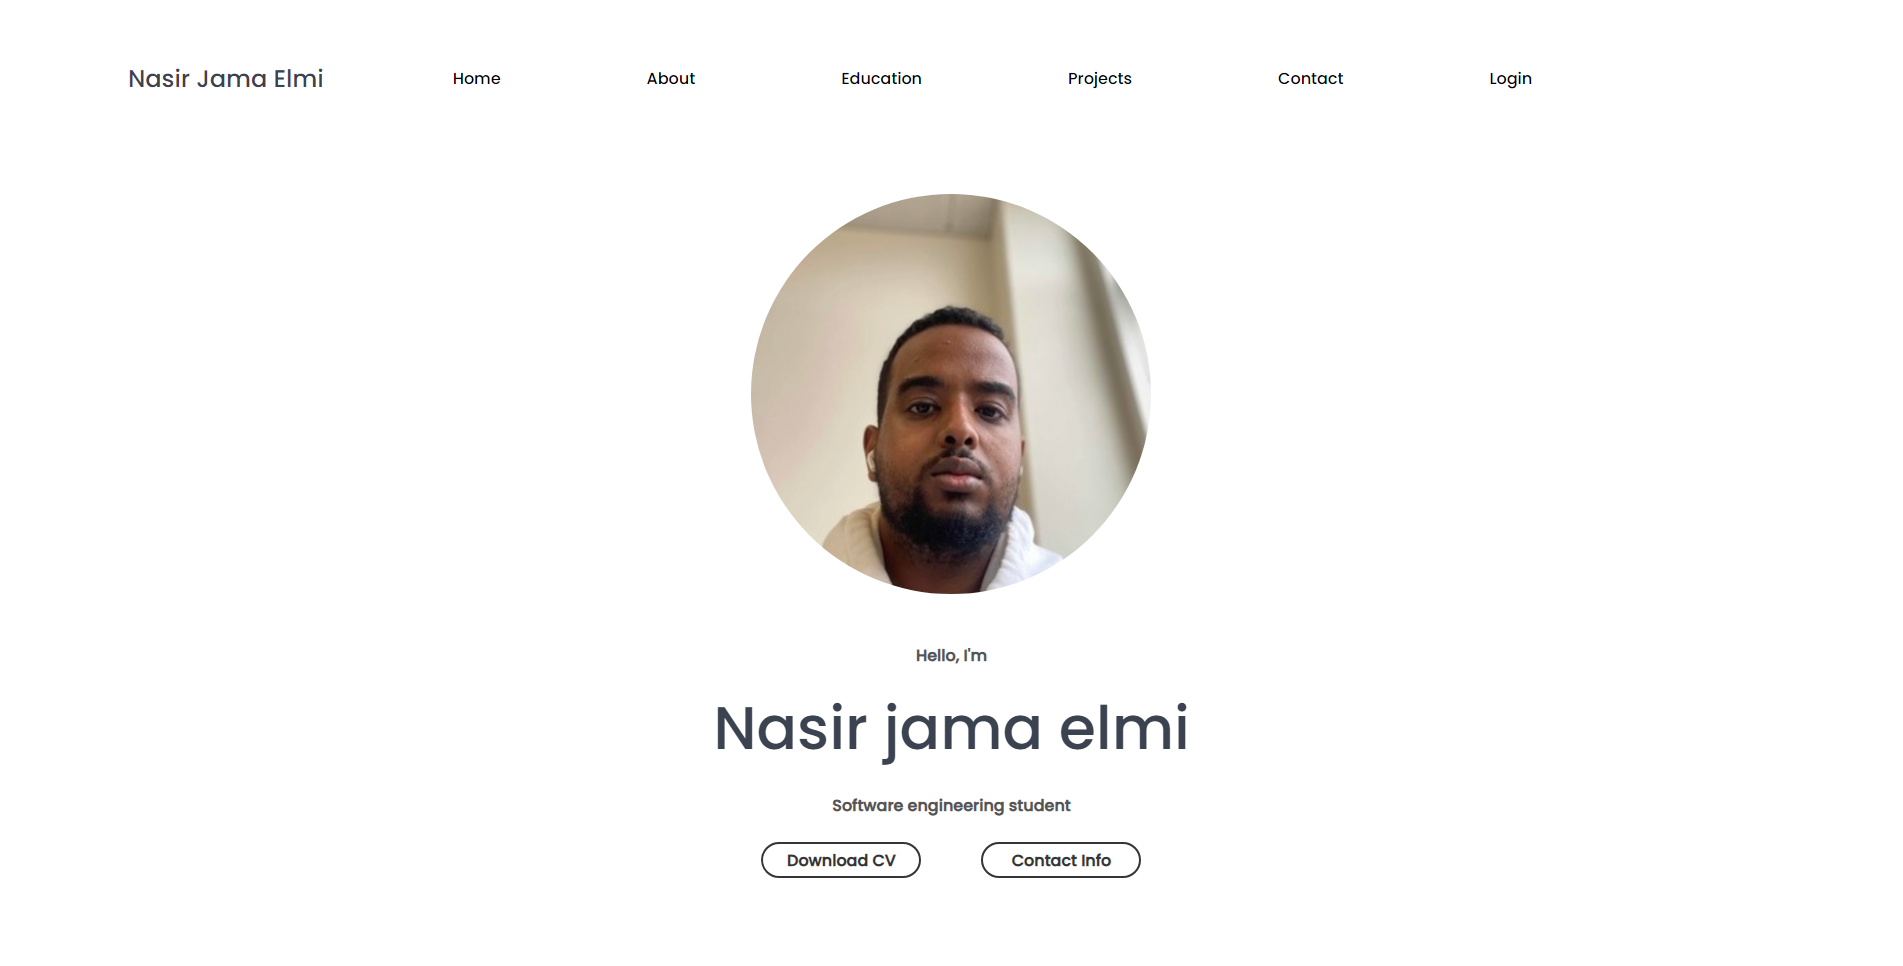 Nasir Jama Elmi Home About Education Projects Contact Login
Hello, I'm
Nasir jama elmi
Software engineering student
Download CV Contact Info